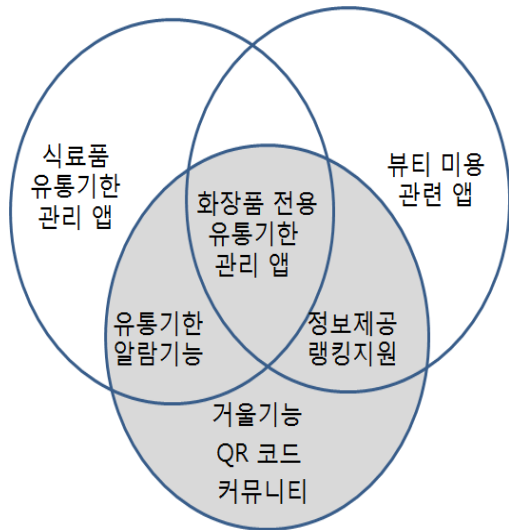 식료품
유통기한
관리 앱
뷰티 미용
관련 앱
화장품 전용
유통기한
관리 앱
유통기한
알람기능
정보제공
랭킹지원
거울기능
QR 코드
커뮤니티